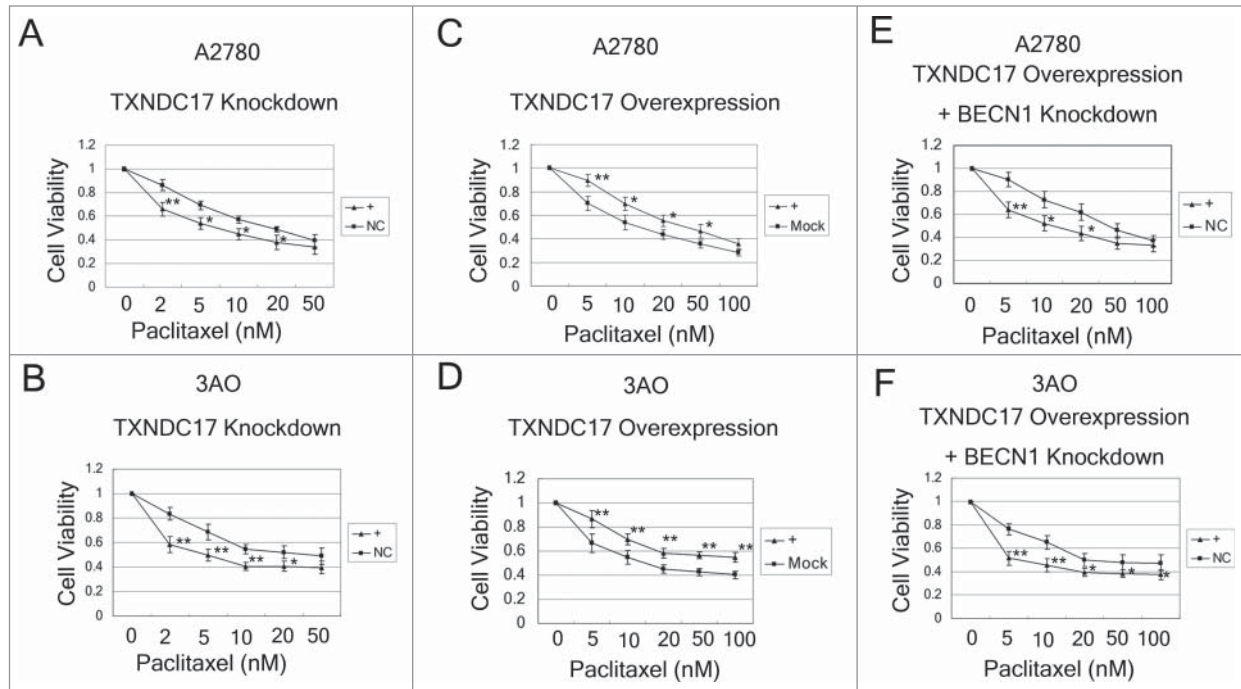 A
A2780
TXNDC17 Knockdown
Cell Viability
1.2
1
0.8
0.6
0.4
0.2
0
** * * *
+
NC
0 2 5 10 20 50
Paclitaxel (nM)
C
A2780
TXNDC17 Overexpression
Cell Viability
1.2
1
0.8
0.6
0.4
0.2
0
** * * *
+
Mock
0 5 10 20 50 100
Paclitaxel (nM)
E
A2780
TXNDC17 Overexpression
+ BECN1 Knockdown
Cell Viability
1.2
1
0.8
0.6
0.4
0.2
0
** * *
+
NC
0 5 10 20 50 100
Paclitaxel (nM)
B
3AO
TXNDC17 Knockdown
Cell Viability
1.2
1
0.8
0.6
0.4
0.2
0
** ** ** *
+
NC
0 2 5 10 20 50
Paclitaxel (nM)
D
3AO
TXNDC17 Overexpression
Cell Viability
1.2
1
0.8
0.6
0.4
0.2
0
** ** ** ** **
+
Mock
0 5 10 20 50 100
Paclitaxel (nM)
F
3AO
TXNDC17 Overexpression
+ BECN1 Knockdown
Cell Viability
1.2
1
0.8
0.6
0.4
0.2
0
** ** * * *
+
NC
0 5 10 20 50 100
Paclitaxel (nM)